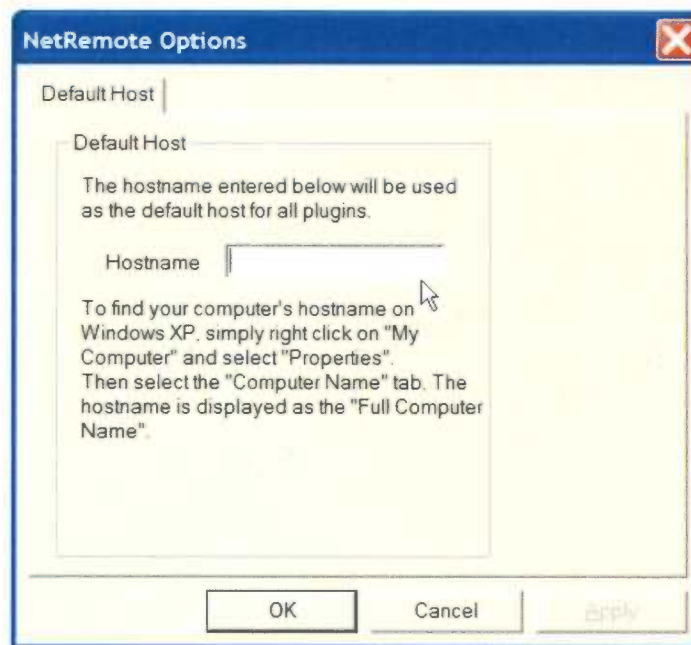 NetRemote Options
Default Host
Default Host
The hostname entered below will be used
as the default host for all plugins.
Hostname
To find your computer's hostname on
Windows XP, simply right click on "My
Computer" and select "Properties".
Then select the "Computer Name" tab. The
hostname is displayed as the "Full Computer
Name".
OK
Cancel
Apply